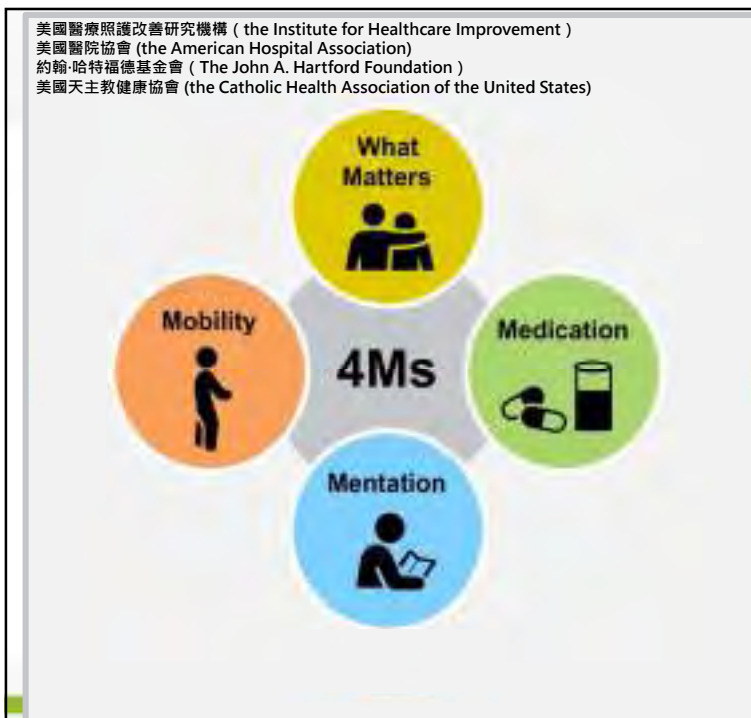 美國醫療照護改善研究機構（the Institute for Healthcare Improvement）
美國醫院協會 (the American Hospital Association)
約翰·哈特福德基金會（The John A. Hartford Foundation）
美國天主教健康協會 (the Catholic Health Association of the United States)
What
Matters
Mobility
4Ms
Medication
Mentation